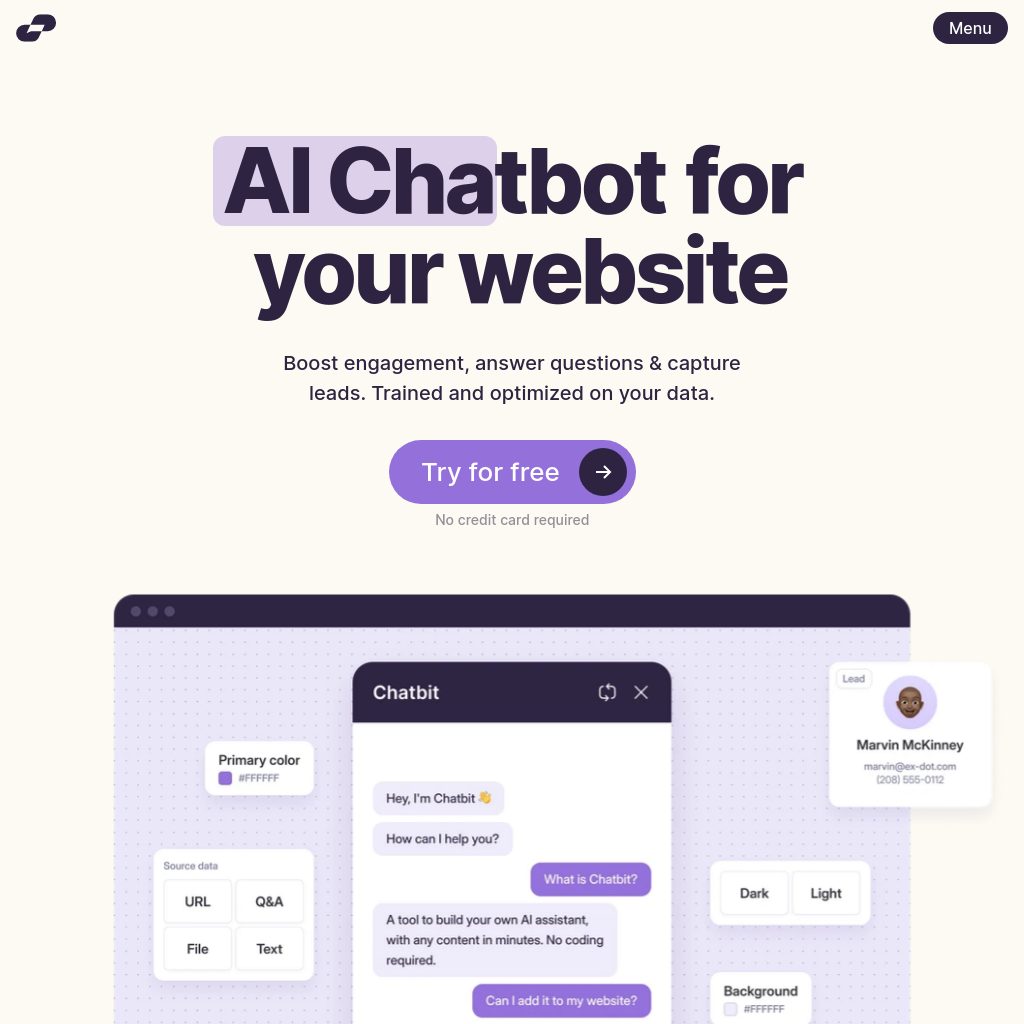 Menu
AI Chatbot for
your website
Boost engagement, answer questions & capture
leads. Trained and optimized on your data.
Try for free
No credit card required
Chatbit
Lead
Marvin McKinney
marvin@ex-dot.com
(208) 555-0112
Primary color
#FFFFFF
Hey, I'm Chatbit 👋
How can I help you?
What is Chatbit?
Source data
URL
Q&A
File
Text
Dark
Light
A tool to build your own AI assistant,
with any content in minutes. No coding
required.
Can I add it to my website?
Background
#FFFFFF